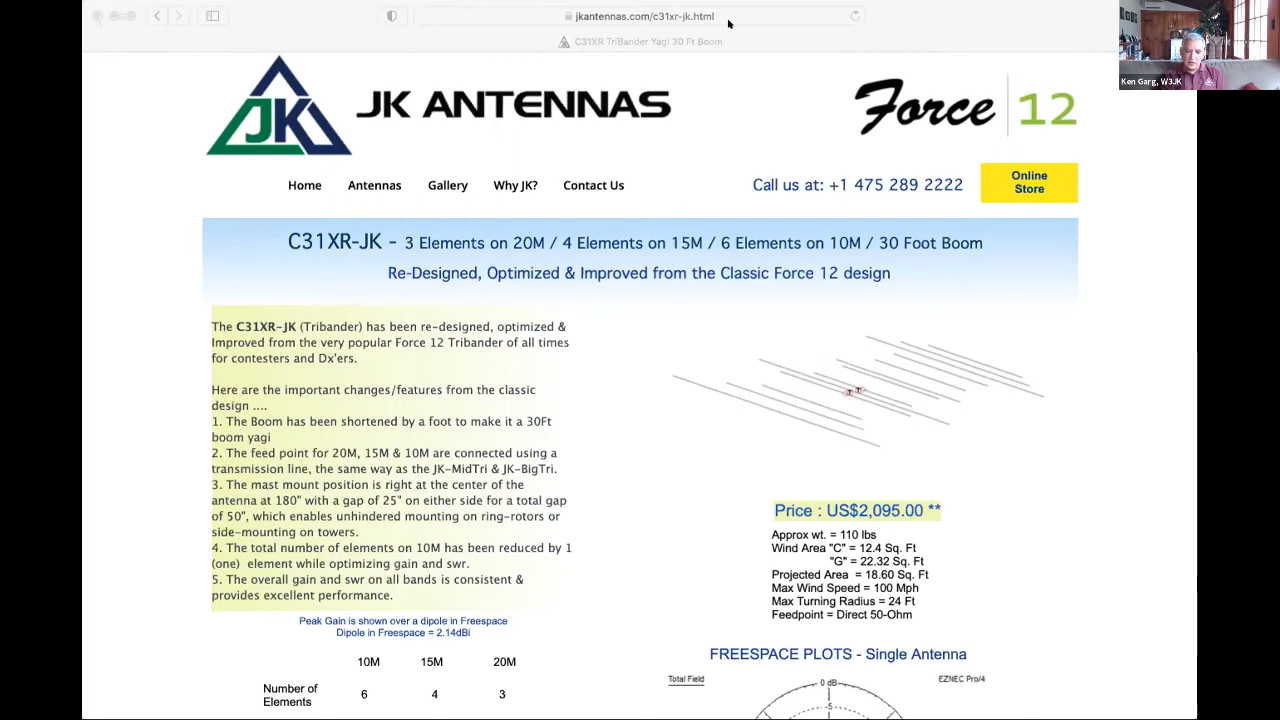 jkantennas.com/c31xr-jk.html
C31XR TriBander Yagi 30 Ft Boom
Ken Garg, W3JK
JK
JK ANTENNAS
Force 12
Home
Antennas
Gallery
Why JK?
Contact Us
Call us at: +1 475 289 2222
Online
Store
C31XR-JK - 3 Elements on 20M / 4 Elements on 15M / 6 Elements on 10M / 30 Foot Boom
Re-Designed, Optimized & Improved from the Classic Force 12 design
The C31XR-JK (Tribander) has been re-designed, optimized &
Improved from the very popular Force 12 Tribander of all times
for contesters and Dx'ers.
Here are the important changes/features from the classic
design ....
1. The Boom has been shortened by a foot to make it a 30Ft
boom yagi
2. The feed point for 20M, 15M & 10M are connected using a
transmission line, the same way as the JK-MidTri & JK-BigTri.
3. The mast mount position is right at the center of the
antenna at 180" with a gap of 25" on either side for a total gap
of 50", which enables unhindered mounting on ring-rotors or
side-mounting on towers.
4. The total number of elements on 10M has been reduced by 1
(one) element while optimizing gain and swr.
5. The overall gain and swr on all bands is consistent &
provides excellent performance.
Peak Gain is shown over a dipole in Freespace
Dipole in Freespace = 2.14dBi
10M 15M 20M
Number of
Elements
6 4 3
Price : US$2,095.00 **
Approx wt. = 110 lbs
Wind Area "C" = 12.4 Sq. Ft
"G" = 22.32 Sq. Ft
Projected Area = 18.60 Sq. Ft
Max Wind Speed = 100 Mph
Max Turning Radius = 24 Ft
Feedpoint = Direct 50-Ohm
FREESPACE PLOTS - Single Antenna
Total Field
0 dB
EZNEC Pro/4
-5